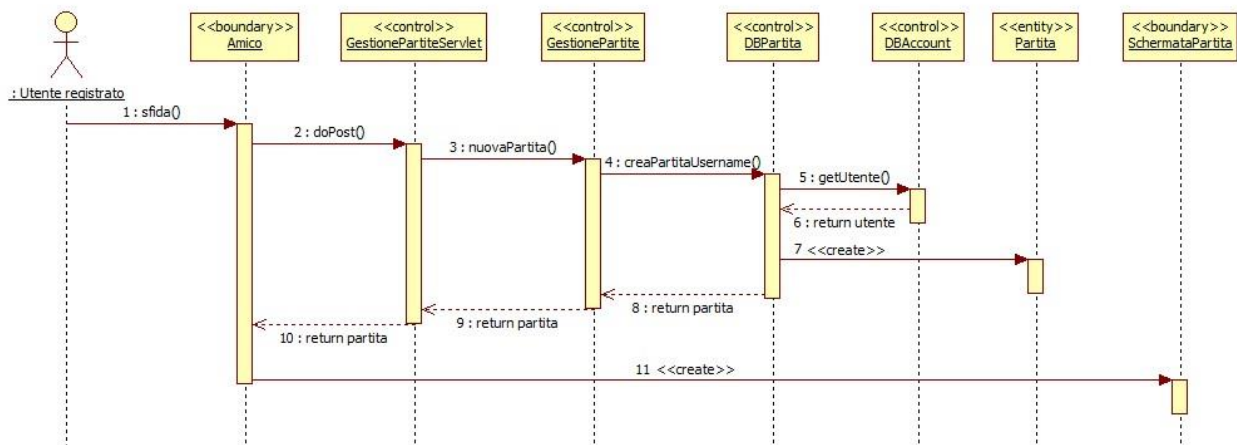 <<boundary>>
Amico
<<control>>
GestionePartiteServlet
<<control>>
GestionePartite
<<control>>
DBPartita
<<control>>
DBAccount
<<entity>>
Partita
<<boundary>>
SchermataPartita
: Utente registrato
1 : sfida()
2 : doPost()
3 : nuovaPartita()
4 : creaPartitaUsername()
5 : getUtente()
6 : return utente
7 <<create>>
8 : return partita
9 : return partita
10 : return partita
11 <<create>>